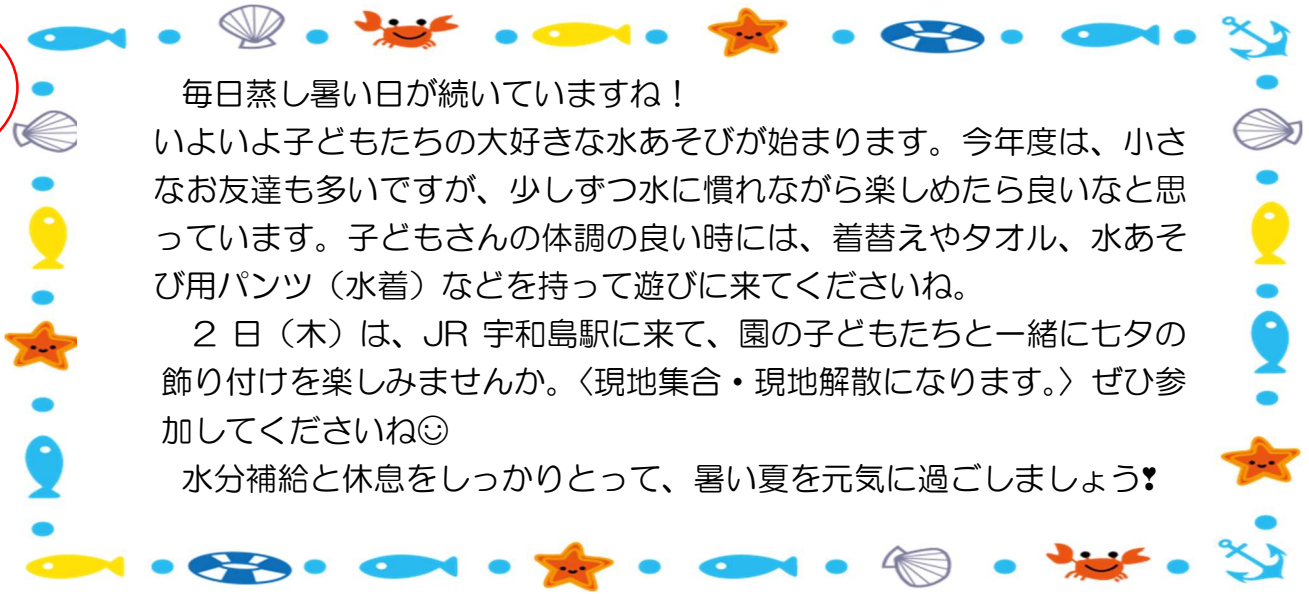 毎日蒸し暑い日が続いていますね！
いよいよ子どもたちの大好きな水あそびが始まります。今年度は、小さ
なお友達も多いですが、少しずつ水に慣れながら楽しめたら良いなと思
っています。子どもさんの体調の良い時には、着替えやタオル、水あそ
び用パンツ（水着）などを持って遊びに来てくださいね。
２日（木）は、JR 宇和島駅に来て、園の子どもたちと一緒に七夕の
飾り付けを楽しみませんか。〈現地集合・現地解散になります。〉ぜひ参
加してくださいね☺
水分補給と休息をしっかりとって、暑い夏を元気に過ごしましょう❣